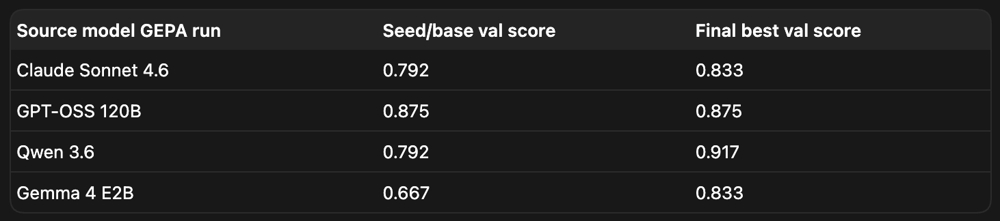 Source model GEPA run Seed/base val score Final best val score
Claude Sonnet 4.6 0.792 0.833
GPT-OSS 120B 0.875 0.875
Qwen 3.6 0.792 0.917
Gemma 4 E2B 0.667 0.833